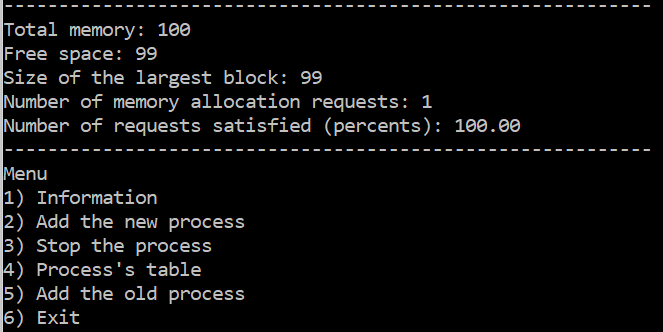 ------------------------------------------------------------
Total memory: 100
Free space: 99
Size of the largest block: 99
Number of memory allocation requests: 1
Number of requests satisfied (percents): 100.00
------------------------------------------------------------
Menu
1) Information
2) Add the new process
3) Stop the process
4) Process's table
5) Add the old process
6) Exit